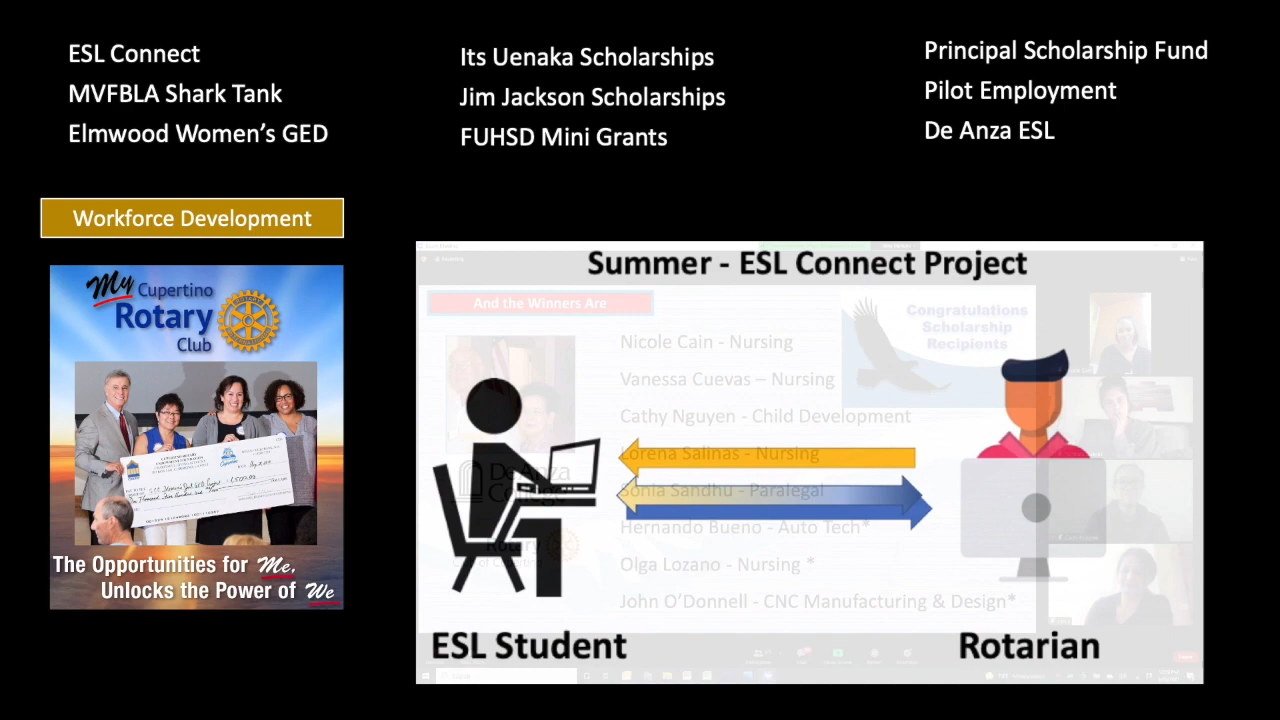 ESL Connect
MVFBLA Shark Tank
Elmwood Women's GED
Its Uenaka Scholarships
Jim Jackson Scholarships
FUHSD Mini Grants
Principal Scholarship Fund
Pilot Employment
De Anza ESL
Workforce Development
My Cupertino
Rotary
Club
The Opportunities for Me,
Unlocks the Power of We
Summer - ESL Connect Project
And the Winners Are
Congratulations
Scholarship
Recipients
Nicole Cain - Nursing
Vanessa Cuevas – Nursing
Cathy Nguyen - Child Development
Lorena Salinas - Nursing
Sonia Sandhu - Paralegal
Hernando Bueno - Auto Tech*
Olga Lozano - Nursing *
John O'Donnell - CNC Manufacturing & Design*
De Anza
College
Rotary
ESL Student
Rotarian